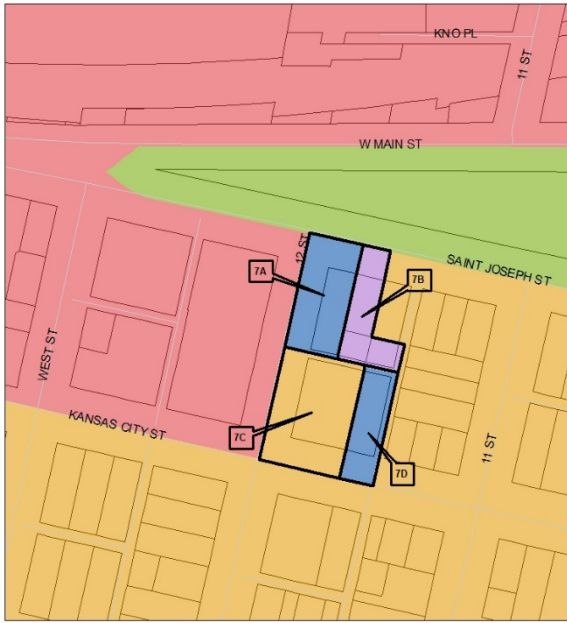 KNO PL
11 ST
W MAIN ST
12 ST
SAINT JOSEPH ST
7A
7B
WEST ST
KANSAS CITY ST
7C
11 ST
7D